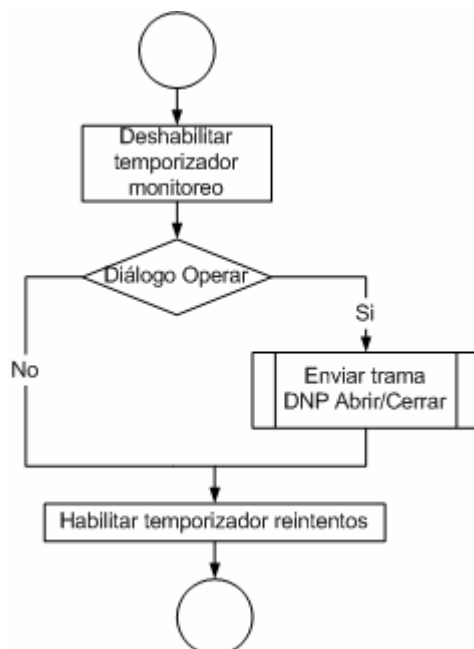 Deshabilitar
temporizador
monitoreo
Diálogo Operar
Si
No
Enviar trama
DNP Abrir/Cerrar
Habilitar temporizador reintentos